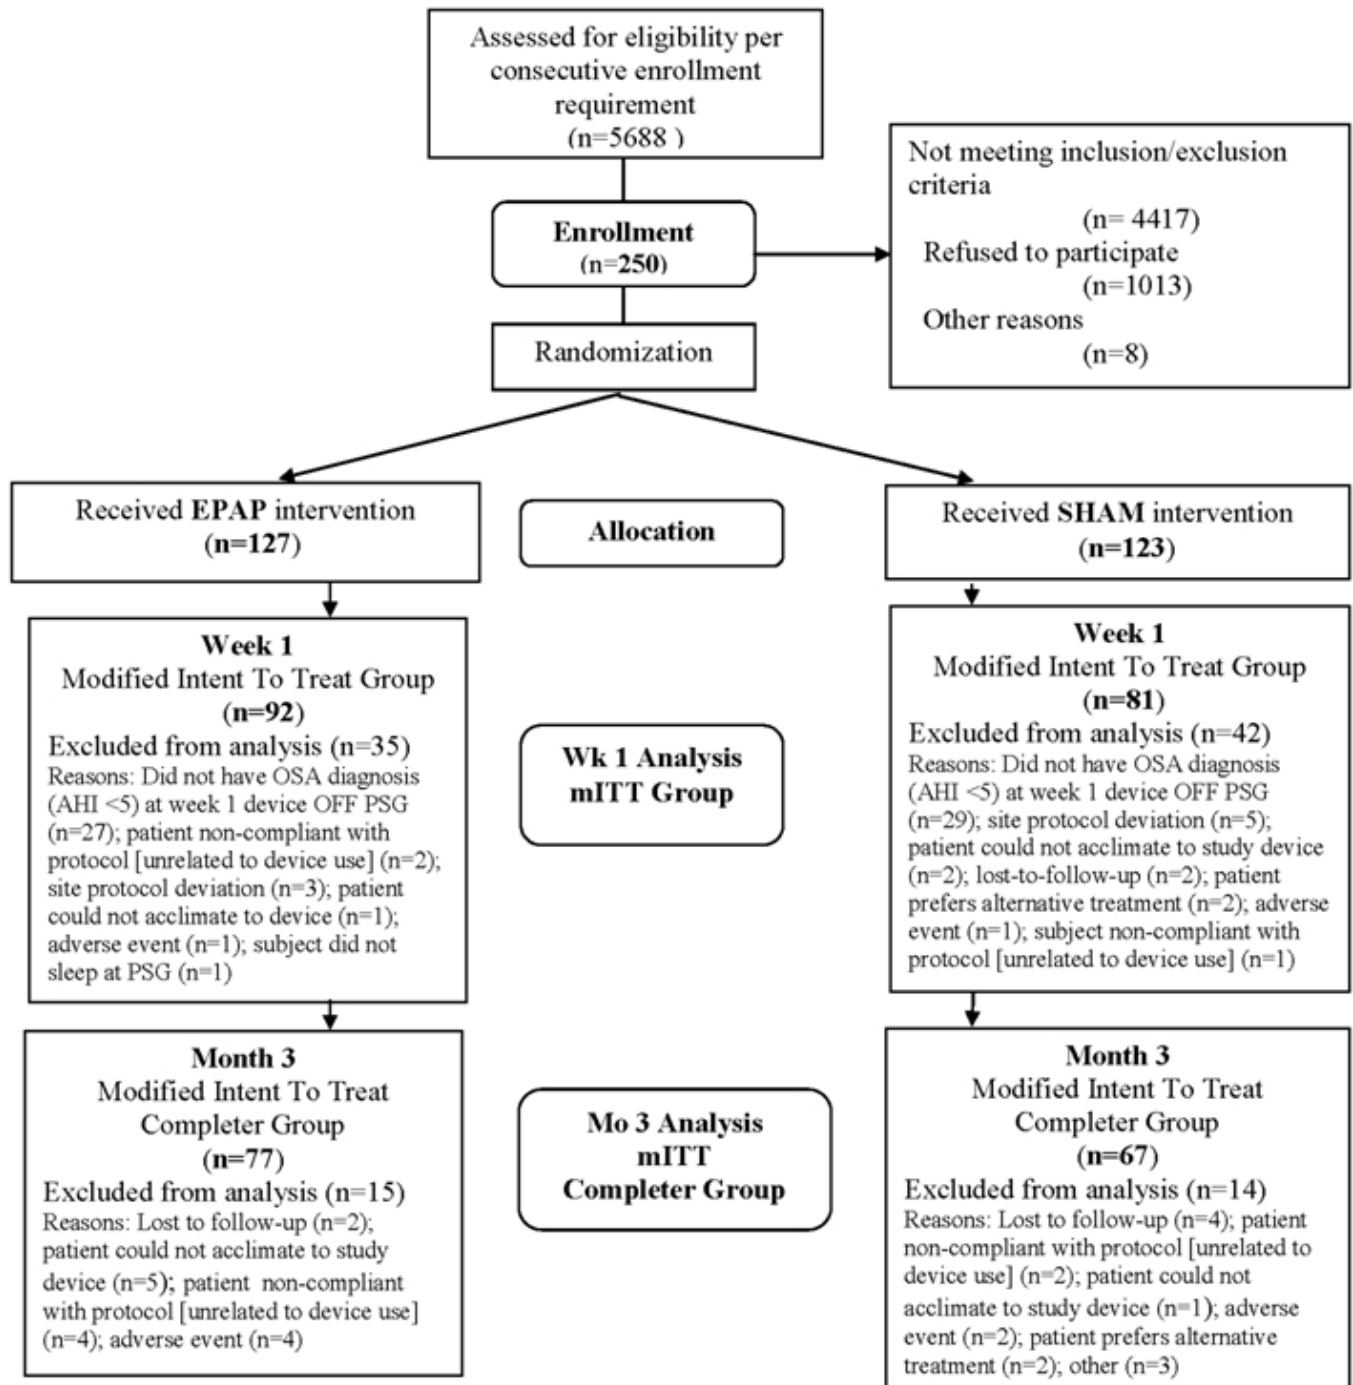 Assessed for eligibility per
consecutive enrollment
requirement
(n=5688 )
Enrollment
(n=250)
Not meeting inclusion/exclusion
criteria
(n= 4417)
Refused to participate
(n=1013)
Other reasons
(n=8)
Randomization
Received EPAP intervention
(n=127)
Allocation
Received SHAM intervention
(n=123)
Week 1
Modified Intent To Treat Group
(n=92)
Excluded from analysis (n=35)
Reasons: Did not have OSA diagnosis
(AHI <5) at week 1 device OFF PSG
(n=27); patient non-compliant with
protocol [unrelated to device use] (n=2);
site protocol deviation (n=3); patient
could not acclimate to device (n=1);
adverse event (n=1); subject did not
sleep at PSG (n=1)
Wk 1 Analysis
mITT Group
Week 1
Modified Intent To Treat Group
(n=81)
Excluded from analysis (n=42)
Reasons: Did not have OSA diagnosis
(AHI <5) at week 1 device OFF PSG
(n=29); site protocol deviation (n=5);
patient could not acclimate to study device
(n=2); lost-to-follow-up (n=2); patient
prefers alternative treatment (n=2); adverse
event (n=1); subject non-compliant with
protocol [unrelated to device use] (n=1)
Month 3
Modified Intent To Treat
Completer Group
(n=77)
Excluded from analysis (n=15)
Reasons: Lost to follow-up (n=2);
patient could not acclimate to study
device (n=5); patient  non-compliant
with protocol [unrelated to device use]
(n=4); adverse event (n=4)
Mo 3 Analysis
mITT
Completer Group
Month 3
Modified Intent To Treat
Completer Group
(n=67)
Excluded from analysis (n=14)
Reasons: Lost to follow-up (n=4); patient
non-compliant with protocol [unrelated to
device use] (n=2); patient could not
acclimate to study device (n=1); adverse
event (n=2); patient prefers alternative
treatment (n=2); other (n=3)